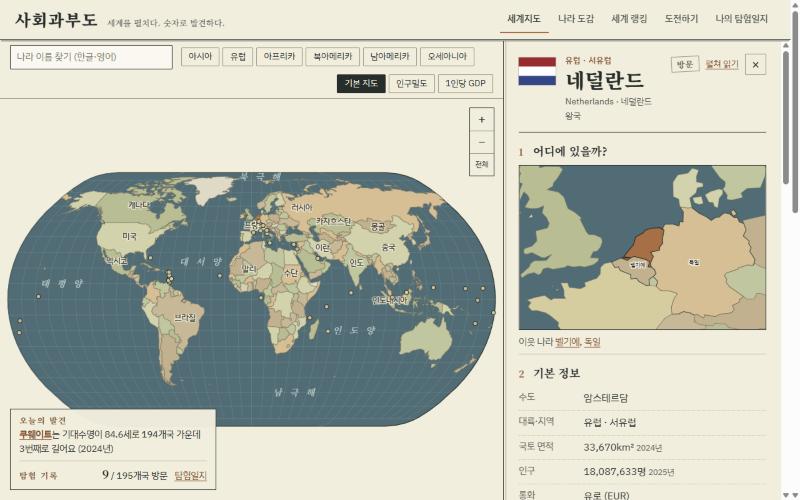 사회과부도 세계를 펼치다. 숫자로 발견하다.
세계지도 나라 도감 세계 랭킹 도전하기 나의 탐험일지
나라 이름 찾기 (한글·영어)
아시아 유럽 아프리카 북아메리카 남아메리카 오세아니아
기본 지도 인구밀도 1인당 GDP
+
−
전체
북극해
러시아
캐나다
카자흐스탄
몽골
미국
중국
이란
멕시코
대서양
인도
알리
수단
태평양
인도네시아
브라질
인도양
남극해
오늘의 발견
쿠웨이트는 기대수명이 84.6세로 194개국 가운데
3번째로 길어요 (2024년)
탐험 기록 9 / 195개국 방문 탐험일지
유럽 · 서유럽
네덜란드
Netherlands · 네덜란드
왕국
방문 펼쳐 읽기 ×
1 어디에 있을까?
벨기에
독일
이웃 나라 벨기에, 독일
2 기본 정보
수도 암스테르담
대륙·지역 유럽 · 서유럽
국토 면적 33,670km² 2024년
인구 18,087,633명 2025년
통화 유로 (EUR)